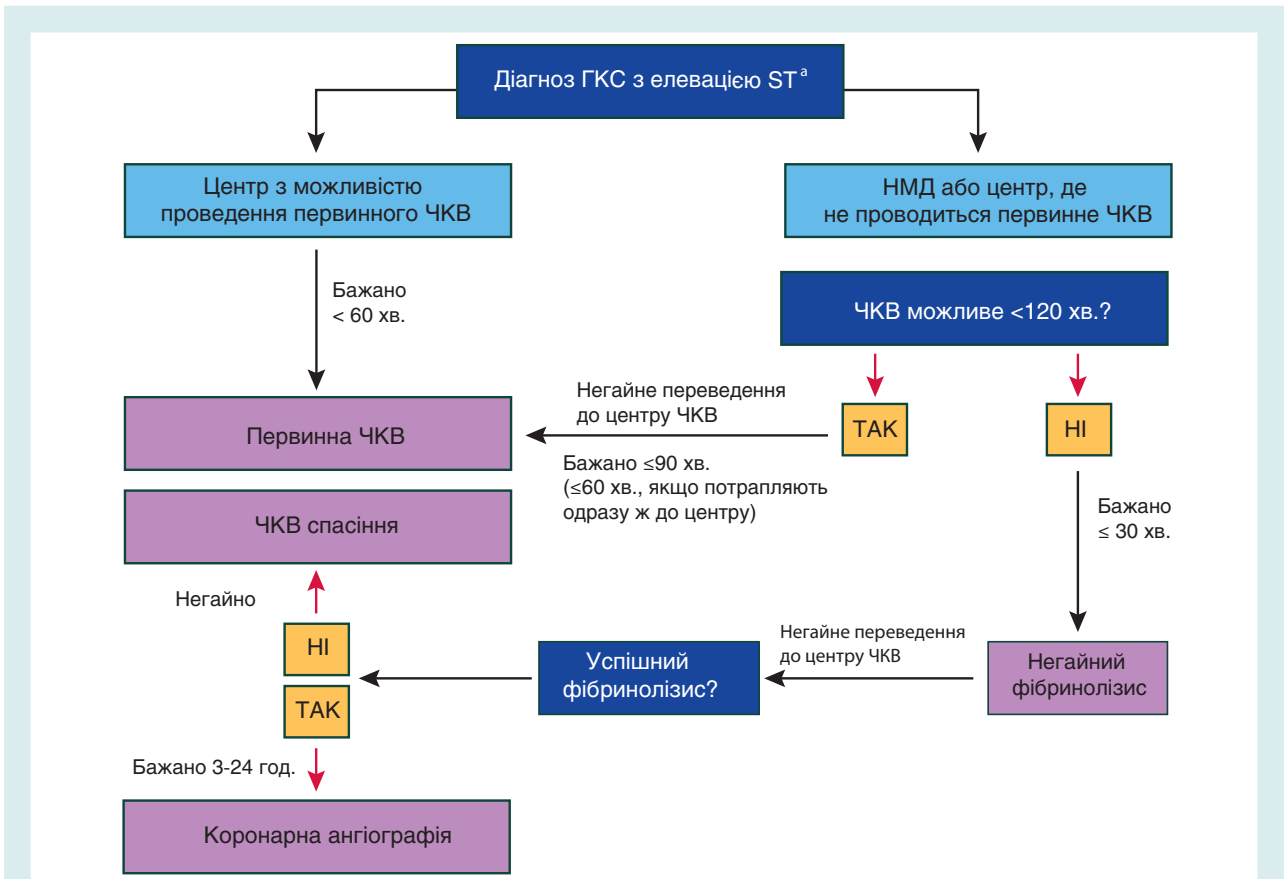 Діагноз ГКС з елевацією ST a
Центр з можливістю
проведення первинного ЧКВ
НМД або центр, де
не проводиться первинне ЧКВ
Бажано
< 60 хв.
ЧКВ можливе <120 хв.?
Негайне переведення
до центру ЧКВ
ТАК
НІ
Первинна ЧКВ
Бажано ≤90 хв.
(≤60 хв., якщо потрапляють
одразу ж до центру)
ЧКВ спасіння
Бажано
≤ 30 хв.
Негайно
НІ
ТАК
Успішний
фібринолізис?
Негайне переведення
до центру ЧКВ
Негайний
фібринолізис
Бажано 3-24 год.
Коронарна ангіографія